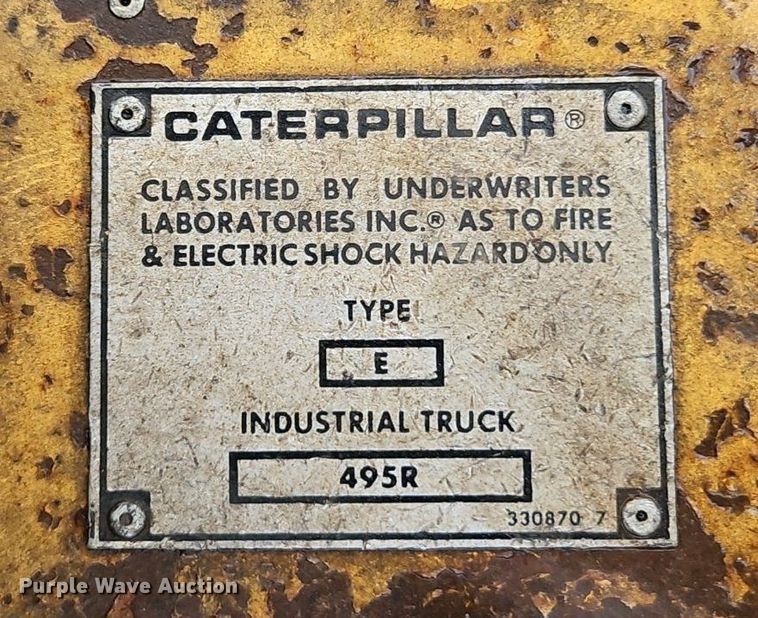 CATERPILLAR®
CLASSIFIED BY UNDERWRITERS
LABORATORIES INC.® AS TO FIRE
& ELECTRIC SHOCK HAZARD ONLY
TYPE
E
INDUSTRIAL TRUCK
495R
330870 7
Purple Wave Auction